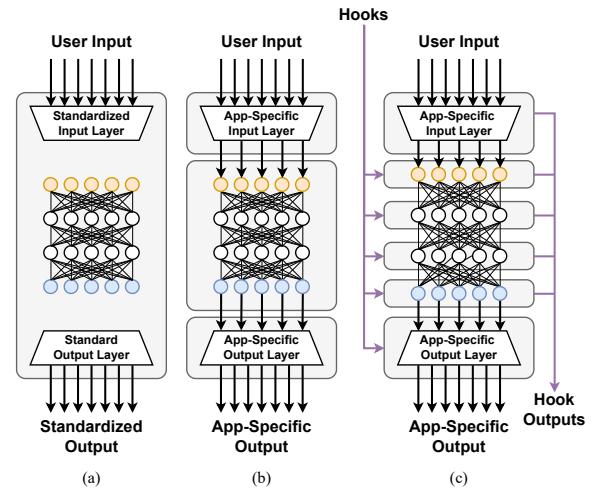 Hooks
User Input
User Input
User Input
Standardized
Input Layer
App-Specific
Input Layer
App-Specific
Input Layer
Standard
Output Layer
App-Specific
Output Layer
App-Specific
Output Layer
Standardized
Output
App-Specific
Output
App-Specific
Output
Hook
Outputs
(a)
(b)
(c)